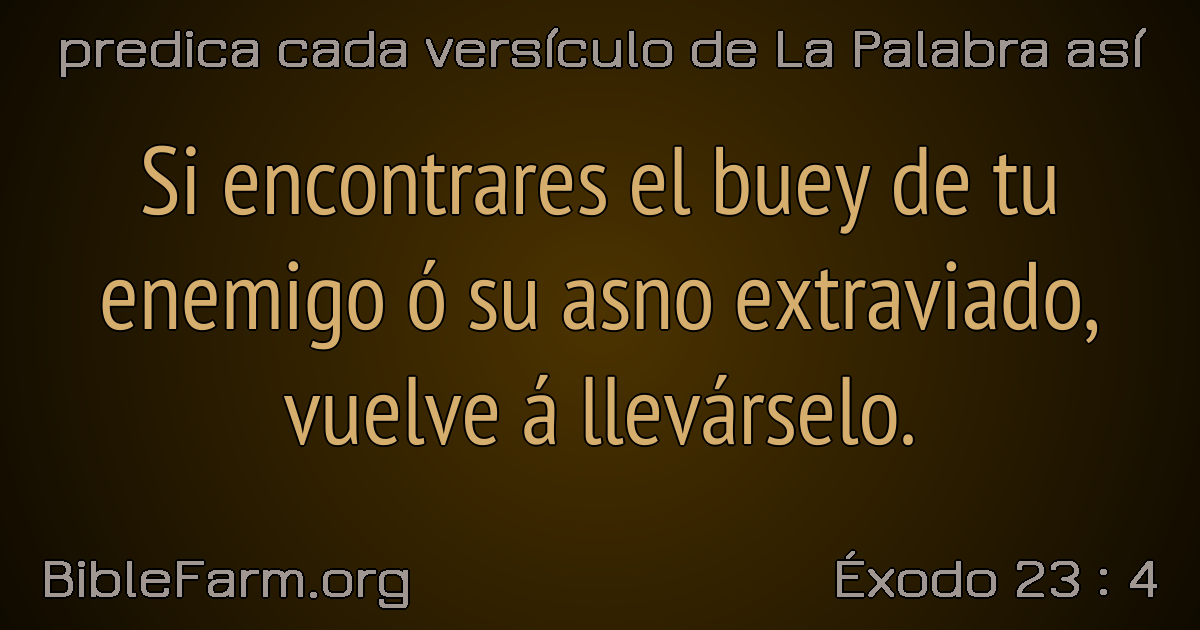 predica cada versículo de La Palabra así
Si encontrares el buey de tu
enemigo ó su asno extraviado,
vuelve á llevárselo.
BibleFarm.org
Éxodo 23 : 4